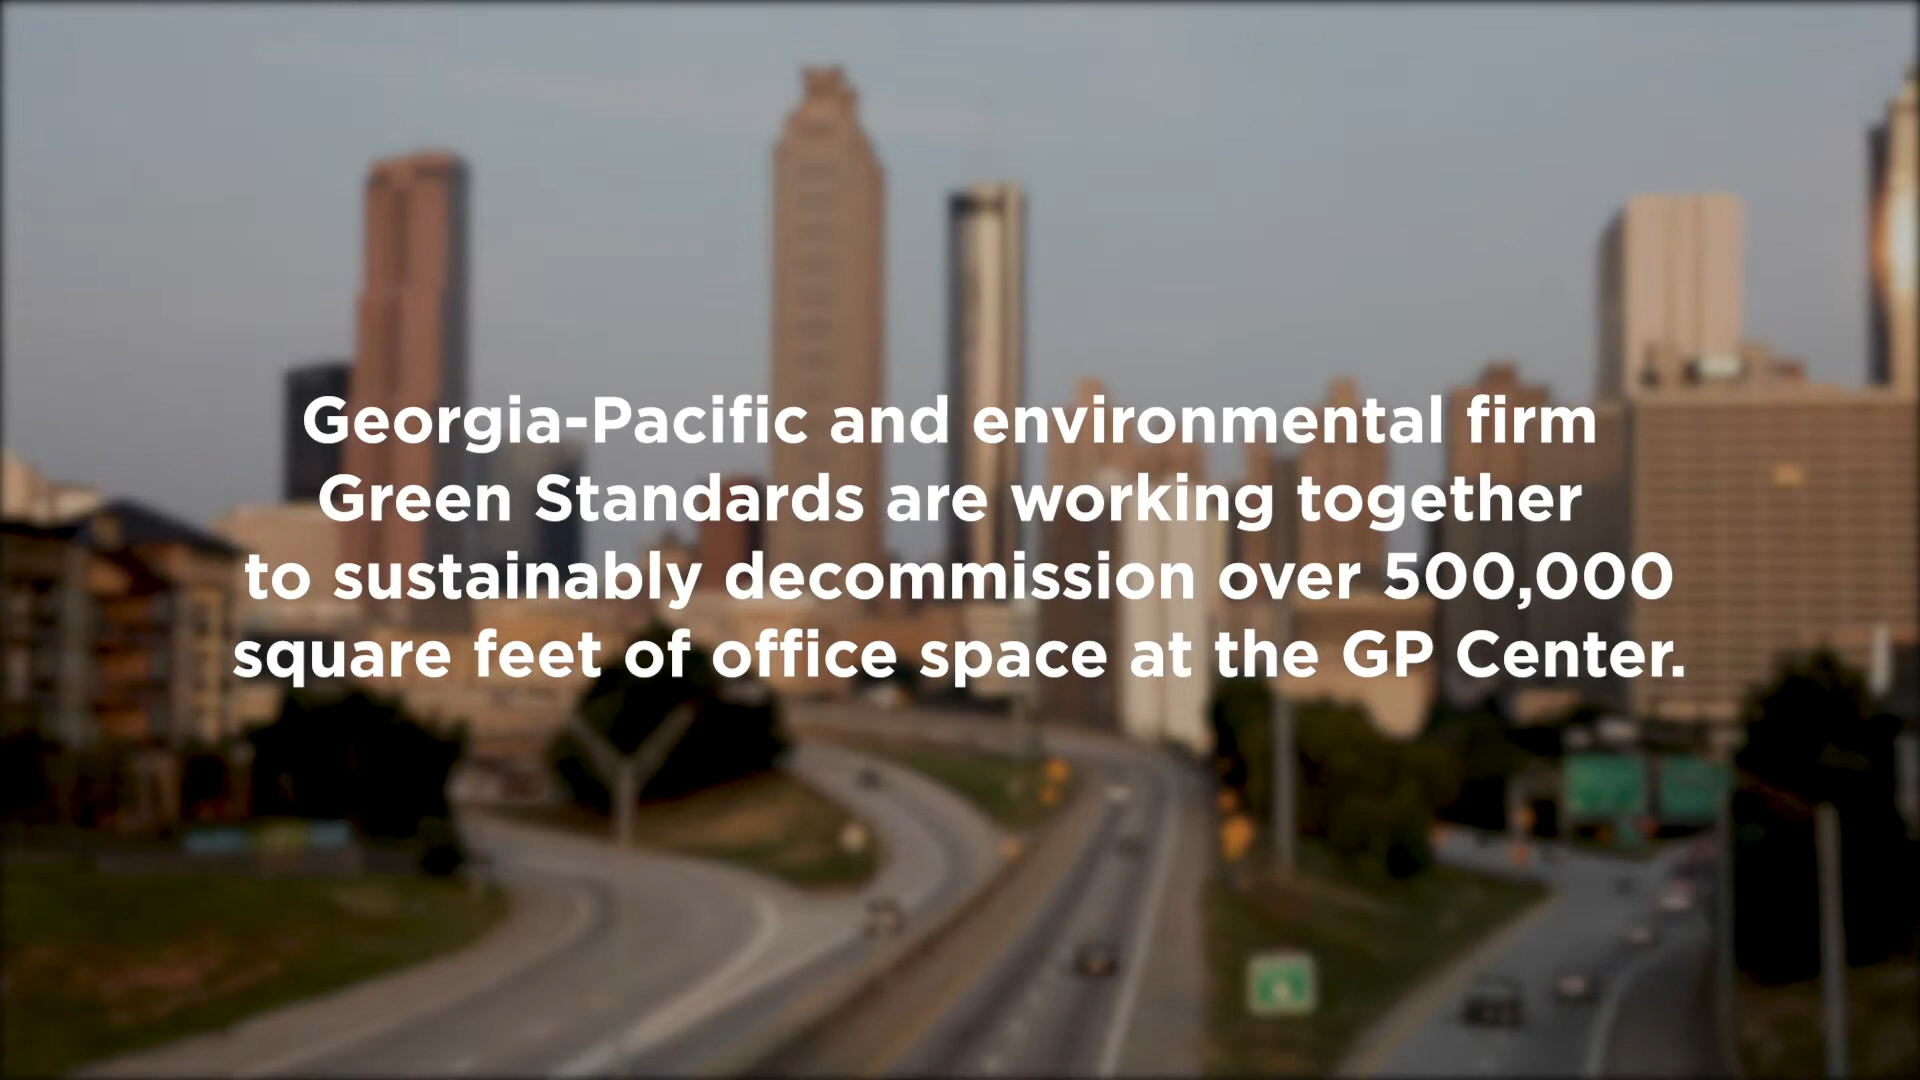 Georgia-Pacific and environmental firm
Green Standards are working together
to sustainably decommission over 500,000
square feet of office space at the GP Center.